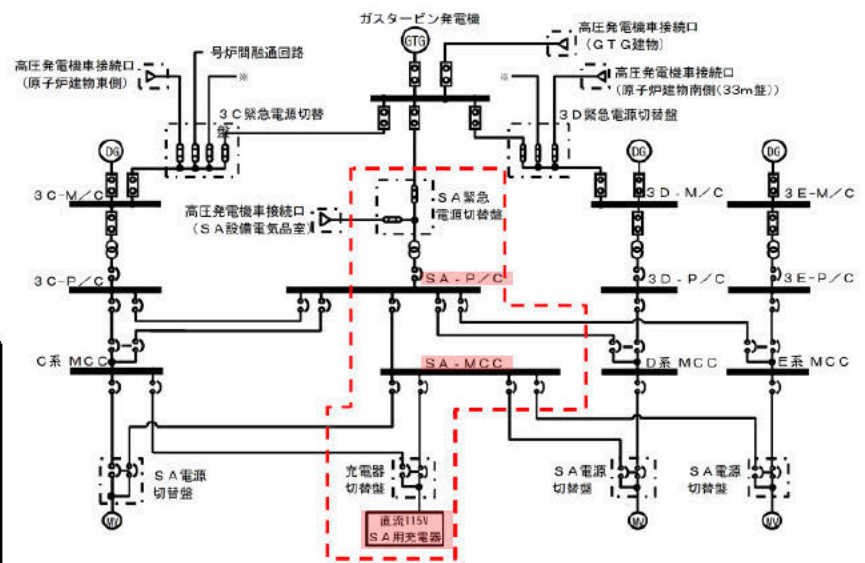 ガスタービン発電機
GTG
高圧発電機車接続口
(GTG建物)
号炉間融通回路
高圧発電機車接続口
(原子炉建物東側)
※
※
高圧発電機車接続口
(原子炉建物南側(33m盤))
3C緊急電源切替
盤
3D緊急電源切替盤
DG
DG
DG
3C-M/C
3D-M/C
3E-M/C
SA緊急
電源切替盤
高圧発電機車接続口
(SA設備電気品室)
3C-P/C
SA-P/C
3D-P/C
3E-P/C
C系 MCC
SA-MCC
D系 MCC
E系 MCC
SA電源
切替盤
充電器
切替盤
SA電源
切替盤
SA電源
切替盤
MV
直流115V
SA用充電器
MV
MV